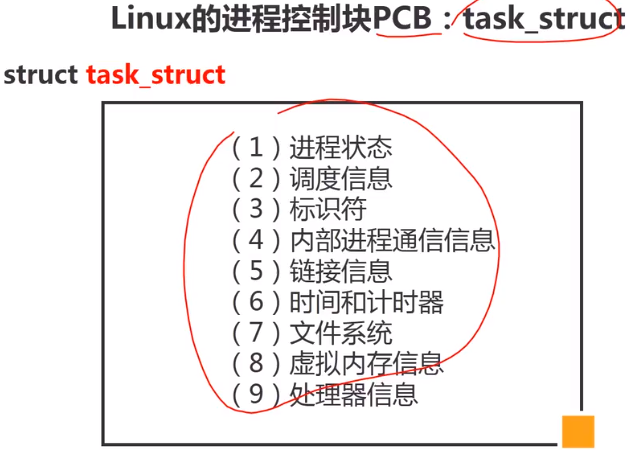 Linux的进程控制块PCB：task_struct
struct task_struct
（1）进程状态
（2）调度信息
（3）标识符
（4）内部进程通信信息
（5）链接信息
（6）时间和计时器
（7）文件系统
（8）虚拟内存信息
（9）处理器信息